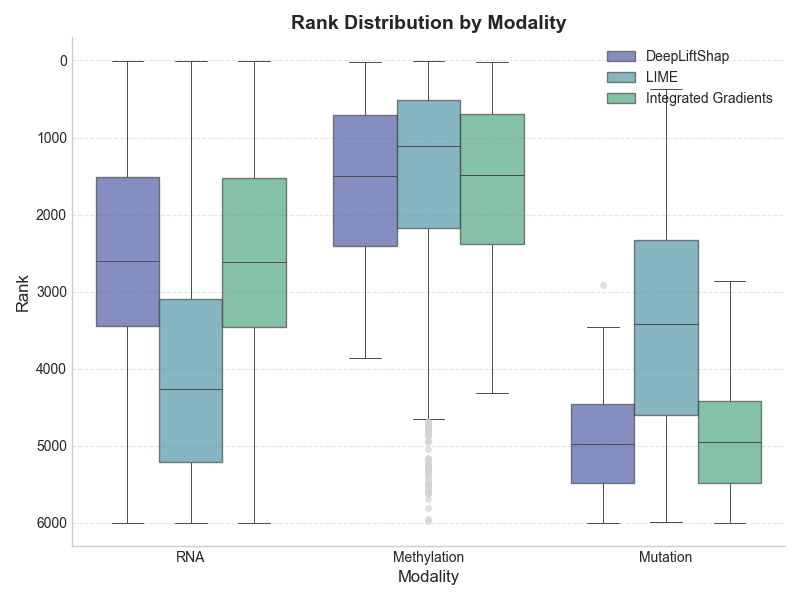 Rank Distribution by Modality
DeepLiftShap
LIME
Integrated Gradients
Rank
0
1000
2000
3000
4000
5000
6000
RNA
Methylation
Mutation
Modality